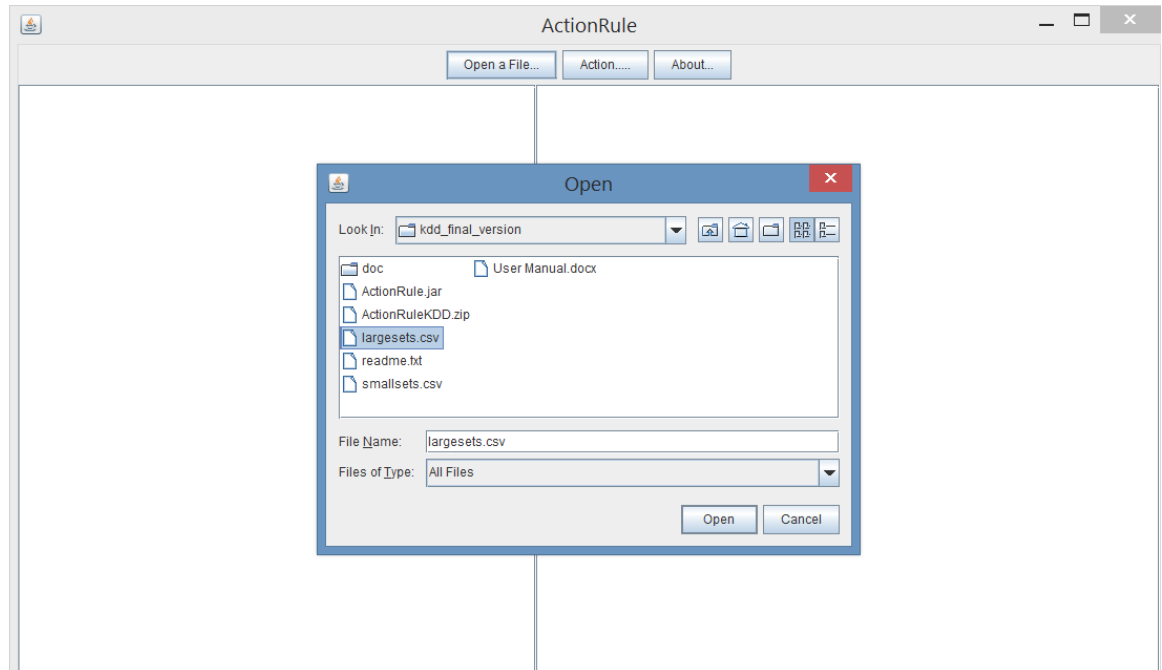 ActionRule
Open a File... Action..... About...
Open
Look In: kdd_final_version
doc User Manual.docx
ActionRule.jar
ActionRuleKDD.zip
largesets.csv
readme.txt
smallsets.csv
File Name: largesets.csv
Files of Type: All Files
Open Cancel